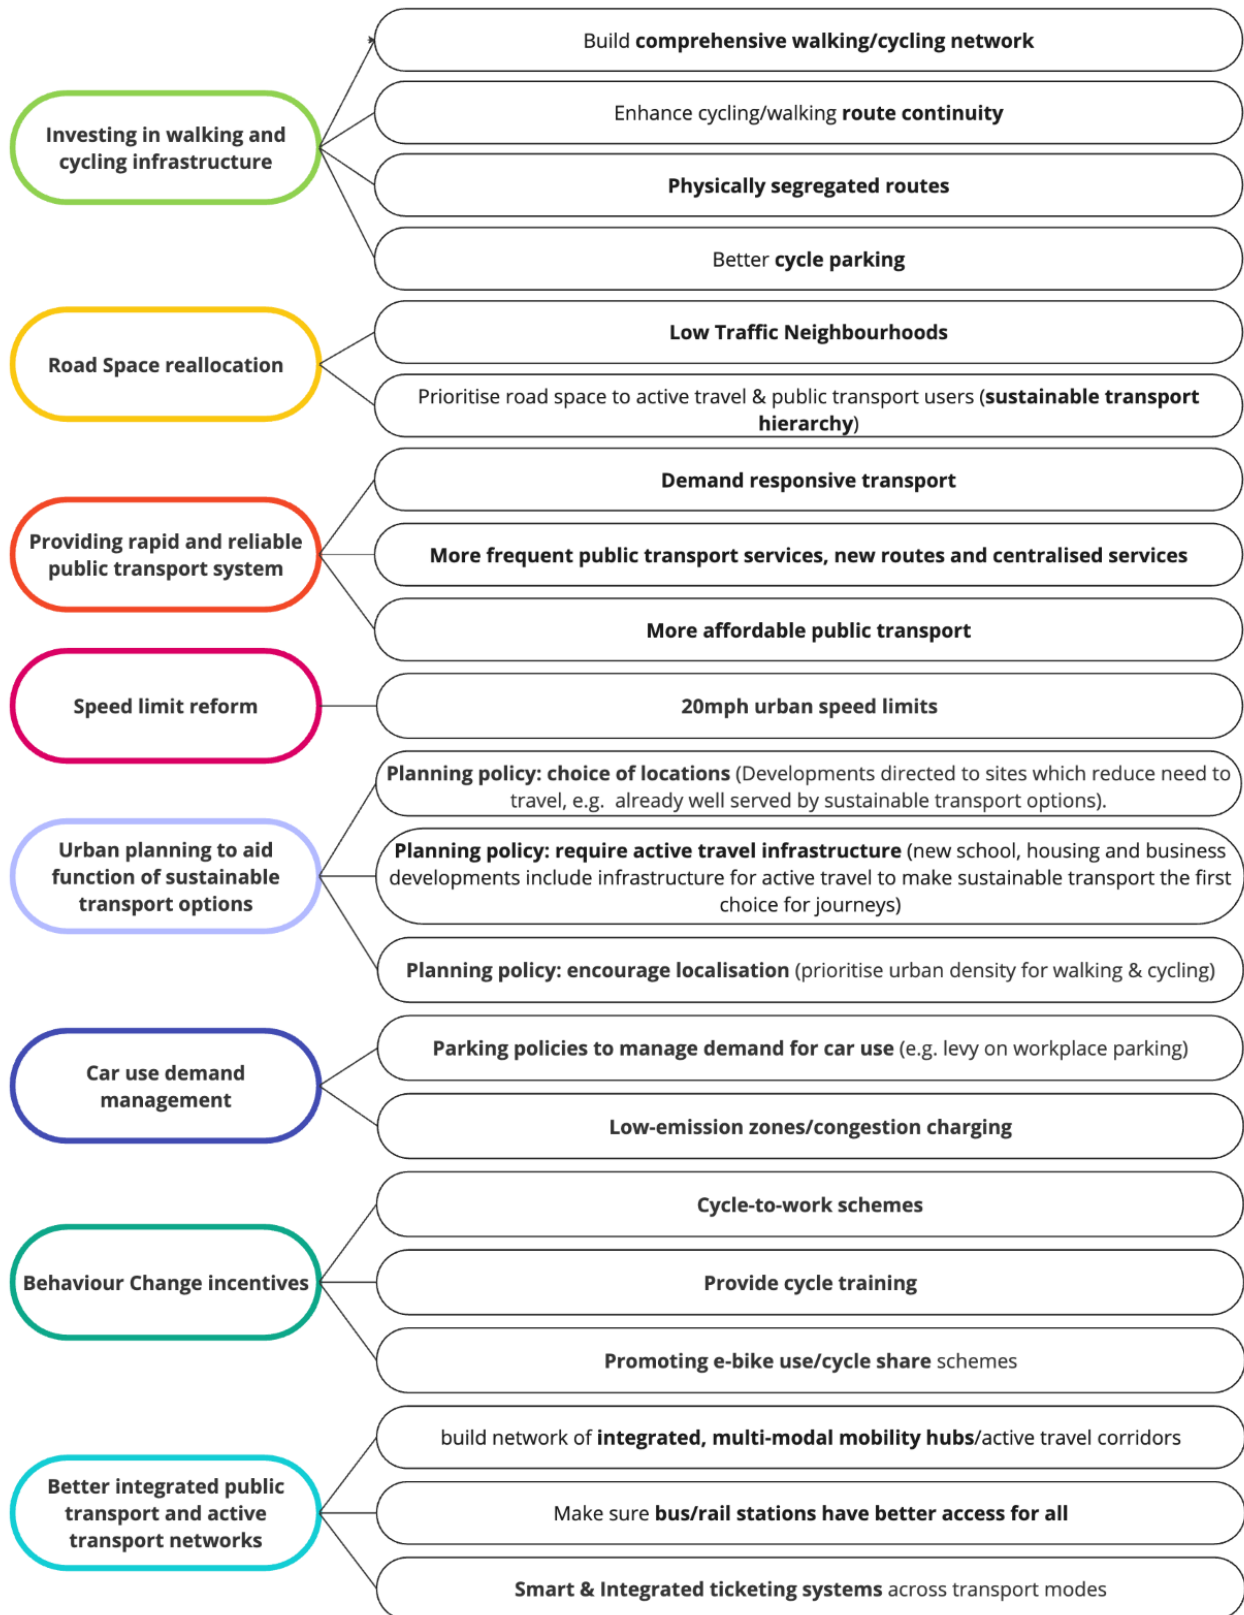 Investing in walking and
cycling infrastructure
Build comprehensive walking/cycling network
Enhance cycling/walking route continuity
Physically segregated routes
Better cycle parking
Road Space reallocation
Low Traffic Neighbourhoods
Prioritise road space to active travel & public transport users (sustainable transport
hierarchy)
Providing rapid and reliable
public transport system
Demand responsive transport
More frequent public transport services, new routes and centralised services
More affordable public transport
Speed limit reform
20mph urban speed limits
Urban planning to aid
function of sustainable
transport options
Planning policy: choice of locations (Developments directed to sites which reduce need to
travel, e.g. already well served by sustainable transport options).
Planning policy: require active travel infrastructure (new school, housing and business
developments include infrastructure for active travel to make sustainable transport the first
choice for journeys)
Planning policy: encourage localisation (prioritise urban density for walking & cycling)
Car use demand
management
Parking policies to manage demand for car use (e.g. levy on workplace parking)
Low-emission zones/congestion charging
Behaviour Change incentives
Cycle-to-work schemes
Provide cycle training
Promoting e-bike use/cycle share schemes
Better integrated public
transport and active
transport networks
build network of integrated, multi-modal mobility hubs/active travel corridors
Make sure bus/rail stations have better access for all
Smart & Integrated ticketing systems across transport modes